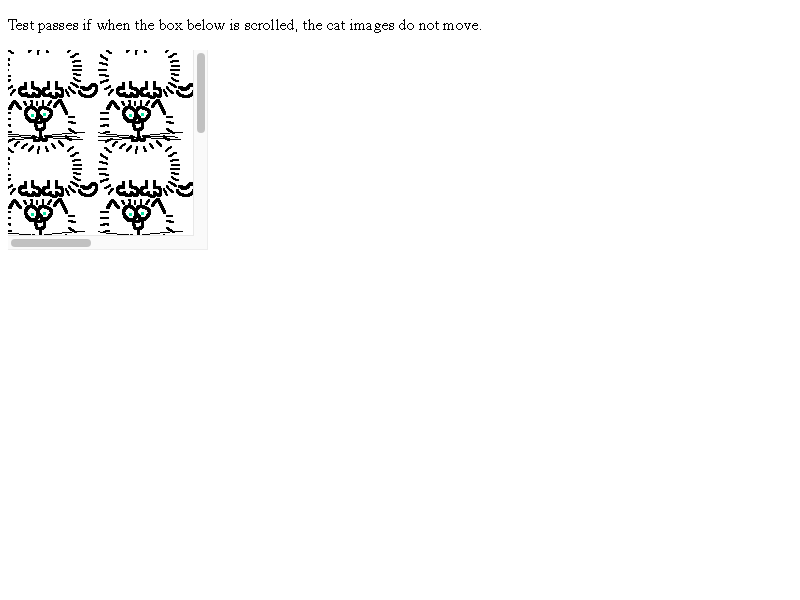 Test passes if when the box below is scrolled, the cat images do not move.